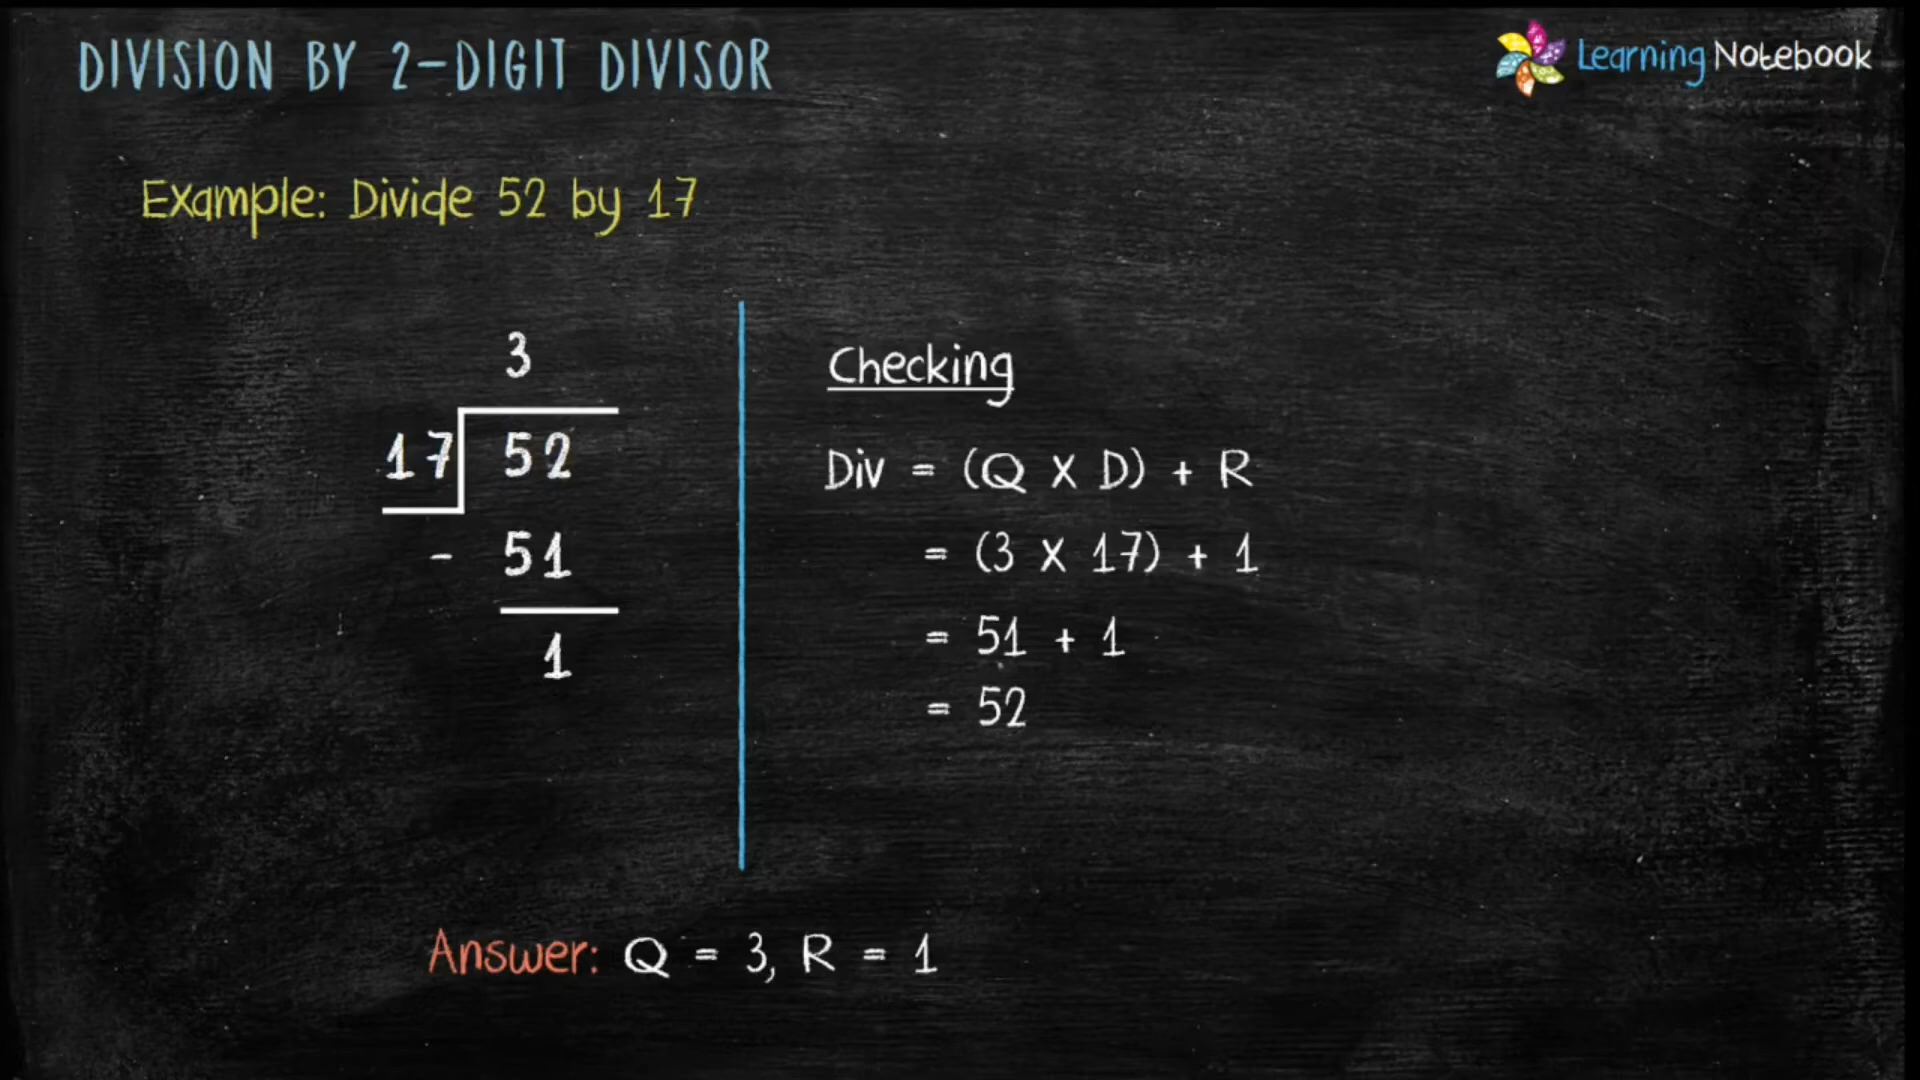 DIVISION BY 2-DIGIT DIVISOR
Learning Notebook
Example: Divide 52 by 17
3
17 52
- 51
1
Checking
Div = (Q X D) + R
= (3 X 17) + 1
= 51 + 1
= 52
Answer: Q = 3, R = 1